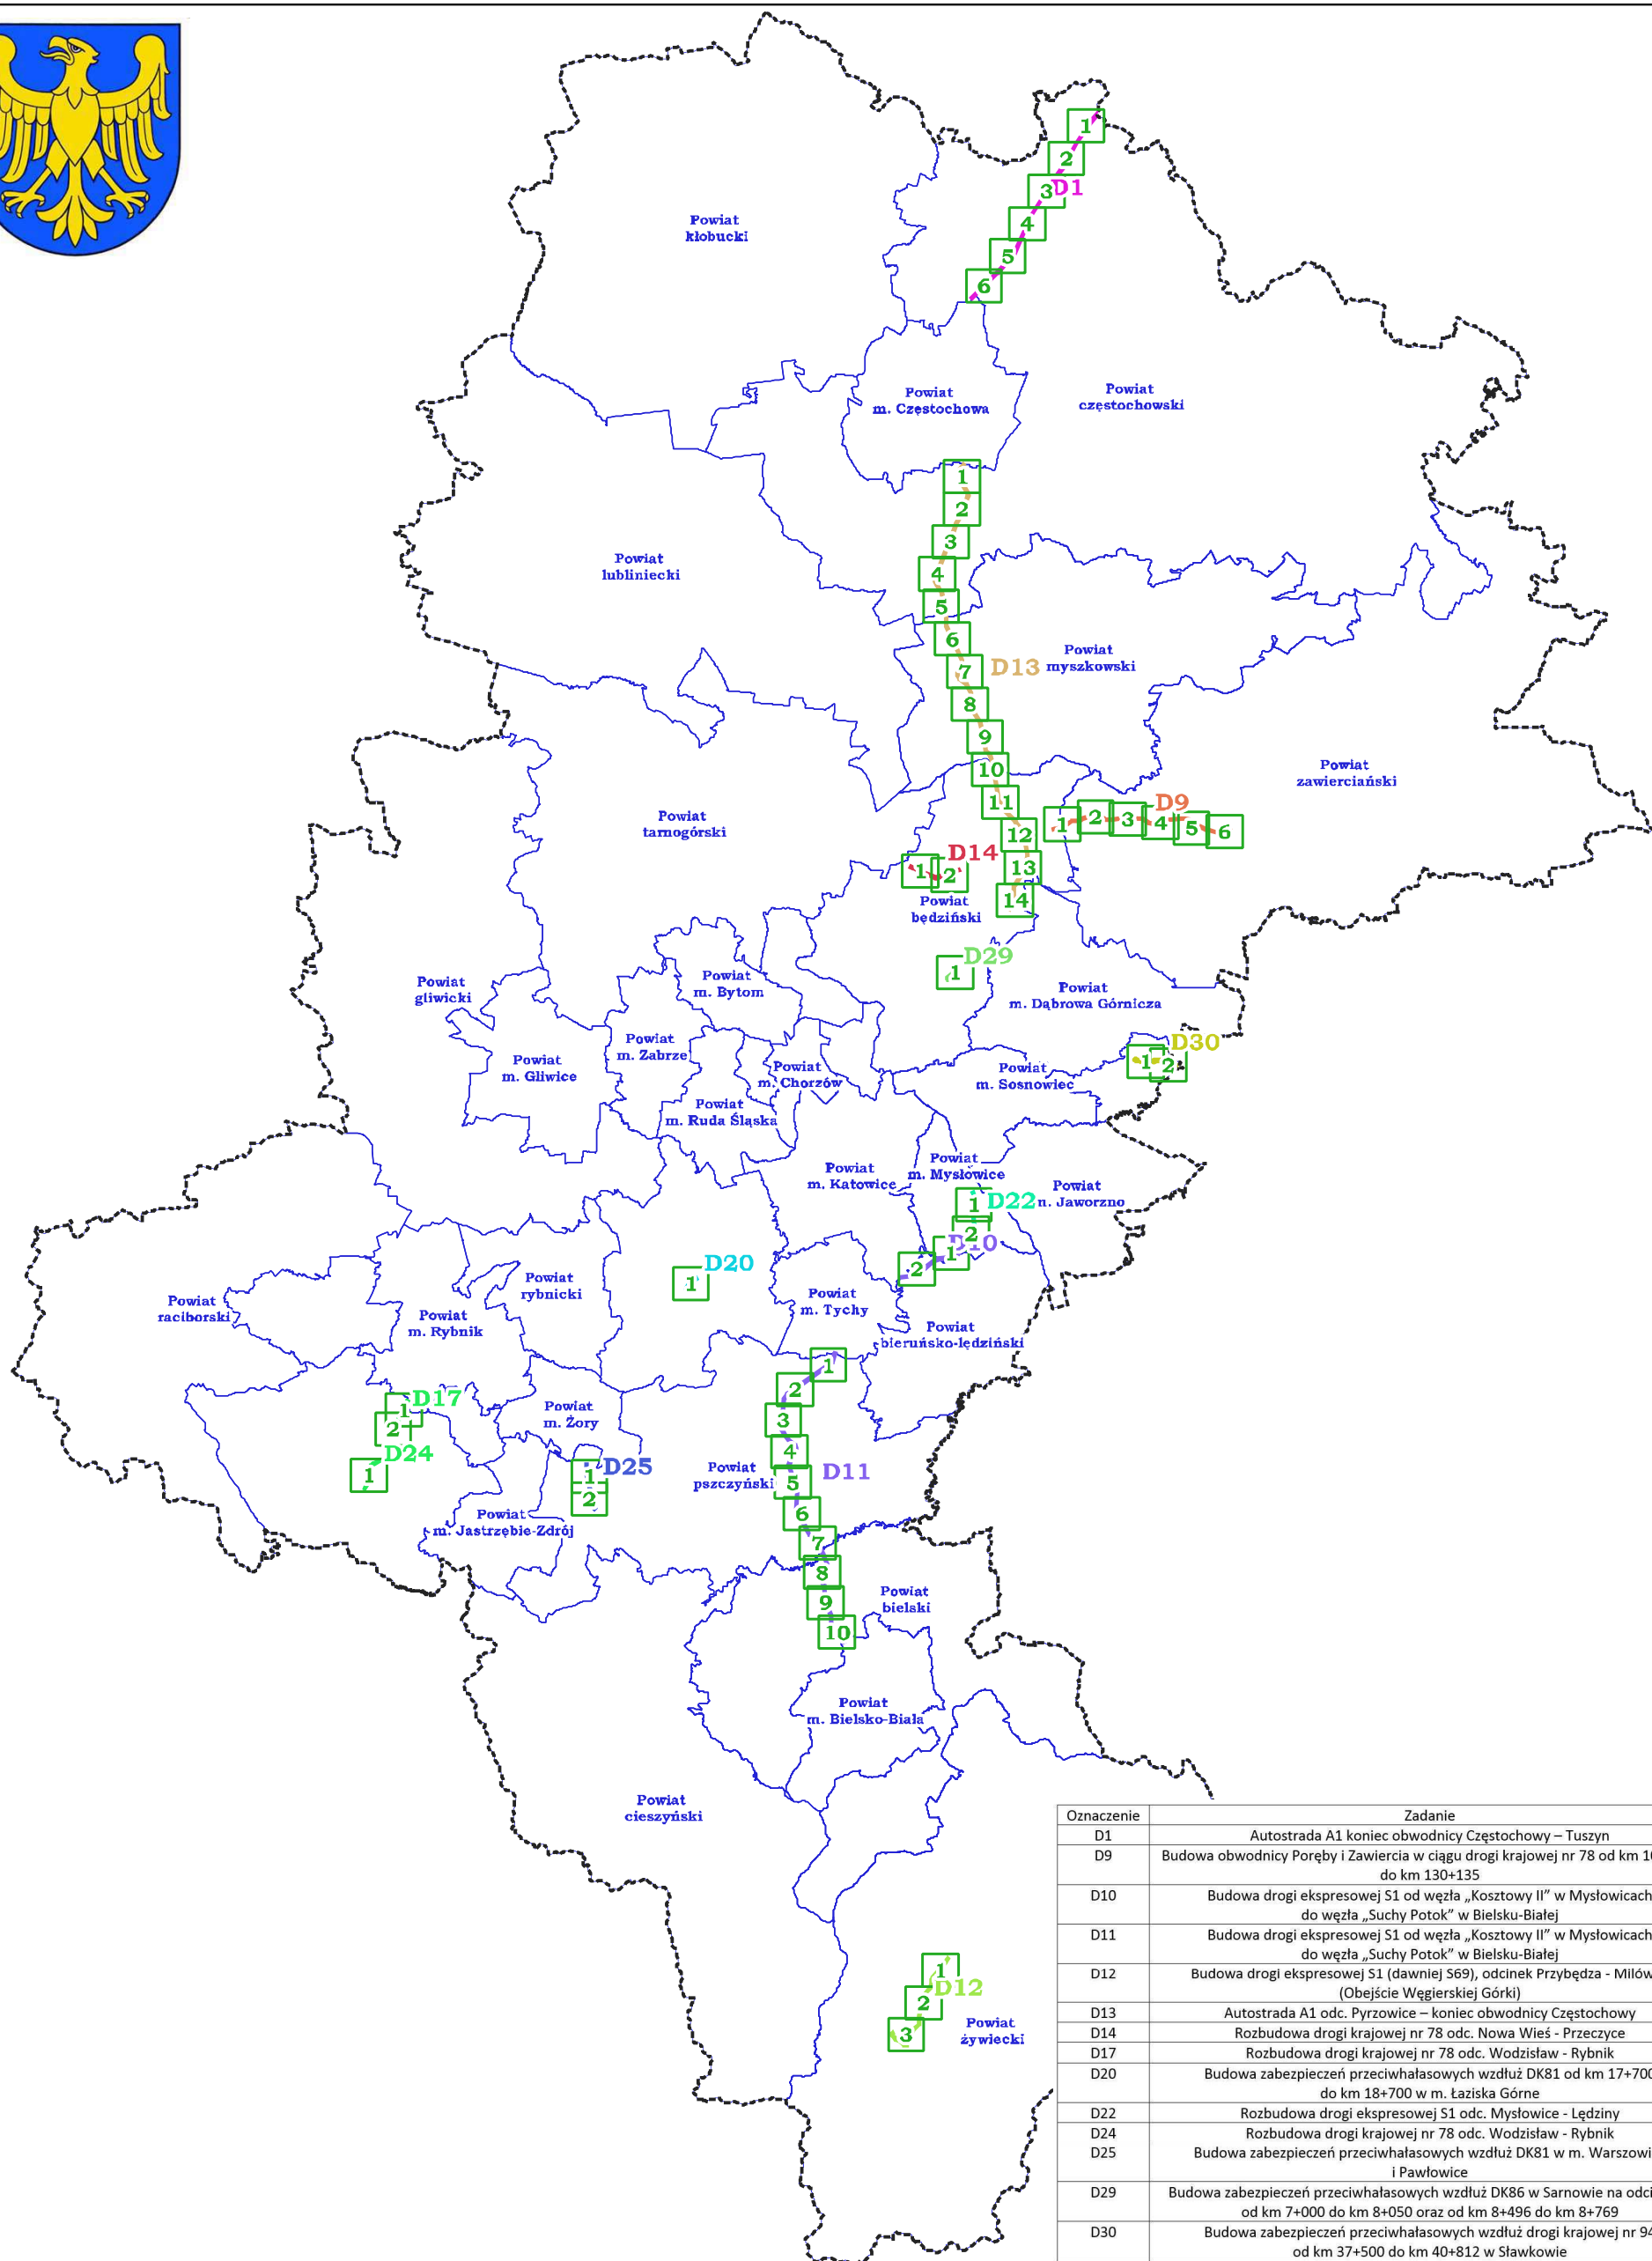 1
2
3 D1
4
5
6
Powiat
kłobucki
Powiat
m. Częstochowa
Powiat
częstochowski
1
2
3
4
5
6
7
8
9
10
11
12
13
14
D13
Powiat
lubliniecki
Powiat
myszkowski
Powiat
zawierciański
D9
1 2 3 4 5 6
Powiat
tarnogórski
D14
1 2
Powiat
będziński
D29
1
Powiat
gliwicki
Powiat
m. Bytom
Powiat
m. Dąbrowa Górnicza
Powiat
m. Zabrze
Powiat
m. Gliwice
Powiat
m. Chorzów
Powiat
m. Sosnowiec
D30
1 2
Powiat
m. Ruda Śląska
Powiat
m. Katowice
Powiat
m. Mysłowice
Powiat
n. Jaworzno
1 D22
2
D10
1
2
D20
1
Powiat
raciborski
Powiat
m. Rybnik
Powiat
rybnicki
Powiat
m. Tychy
Powiat
bieruńsko-lędziński
1
2
3
4
5
6
7
8
9
10
D11
D17
1
2
D24
1
Powiat
m. Żory
D25
1
2
Powiat
pszczyński
Powiat
m. Jastrzębie-Zdrój
Powiat
bielski
Powiat
m. Bielsko-Biała
Powiat
cieszyński
1
D12
2
3
Powiat
żywiecki
Oznaczenie Zadanie
D1 Autostrada A1 koniec obwodnicy Częstochowy – Tuszyn
D9 Budowa obwodnicy Poręby i Zawiercia w ciągu drogi krajowej nr 78 od km
do km 130+135
D10 Budowa drogi ekspresowej S1 od węzła „Kosztowy II” w Mysłowicach
do węzła „Suchy Potok” w Bielsku-Białej
D11 Budowa drogi ekspresowej S1 od węzła „Kosztowy II” w Mysłowicach
do węzła „Suchy Potok” w Bielsku-Białej
D12 Budowa drogi ekspresowej S1 (dawniej S69), odcinek Przybędza - Milów
(Obejście Węgierskiej Górki)
D13 Autostrada A1 odc. Pyrzowice – koniec obwodnicy Częstochowy
D14 Rozbudowa drogi krajowej nr 78 odc. Nowa Wieś - Przeczyce
D17 Rozbudowa drogi krajowej nr 78 odc. Wodzisław - Rybnik
D20 Budowa zabezpieczeń przeciwhałasowych wzdłuż DK81 od km 17+700
do km 18+700 w m. Łaziska Górne
D22 Rozbudowa drogi ekspresowej S1 odc. Mysłowice - Lędziny
D24 Rozbudowa drogi krajowej nr 78 odc. Wodzisław - Rybnik
D25 Budowa zabezpieczeń przeciwhałasowych wzdłuż DK81 w m. Warszowi
i Pawłowice
D29 Budowa zabezpieczeń przeciwhałasowych wzdłuż DK86 w Sarnowie na odci
od km 7+000 do km 8+050 oraz od km 8+496 do km 8+769
D30 Budowa zabezpieczeń przeciwhałasowych wzdłuż drogi krajowej nr 94
od km 37+500 do km 40+812 w Sławkowie